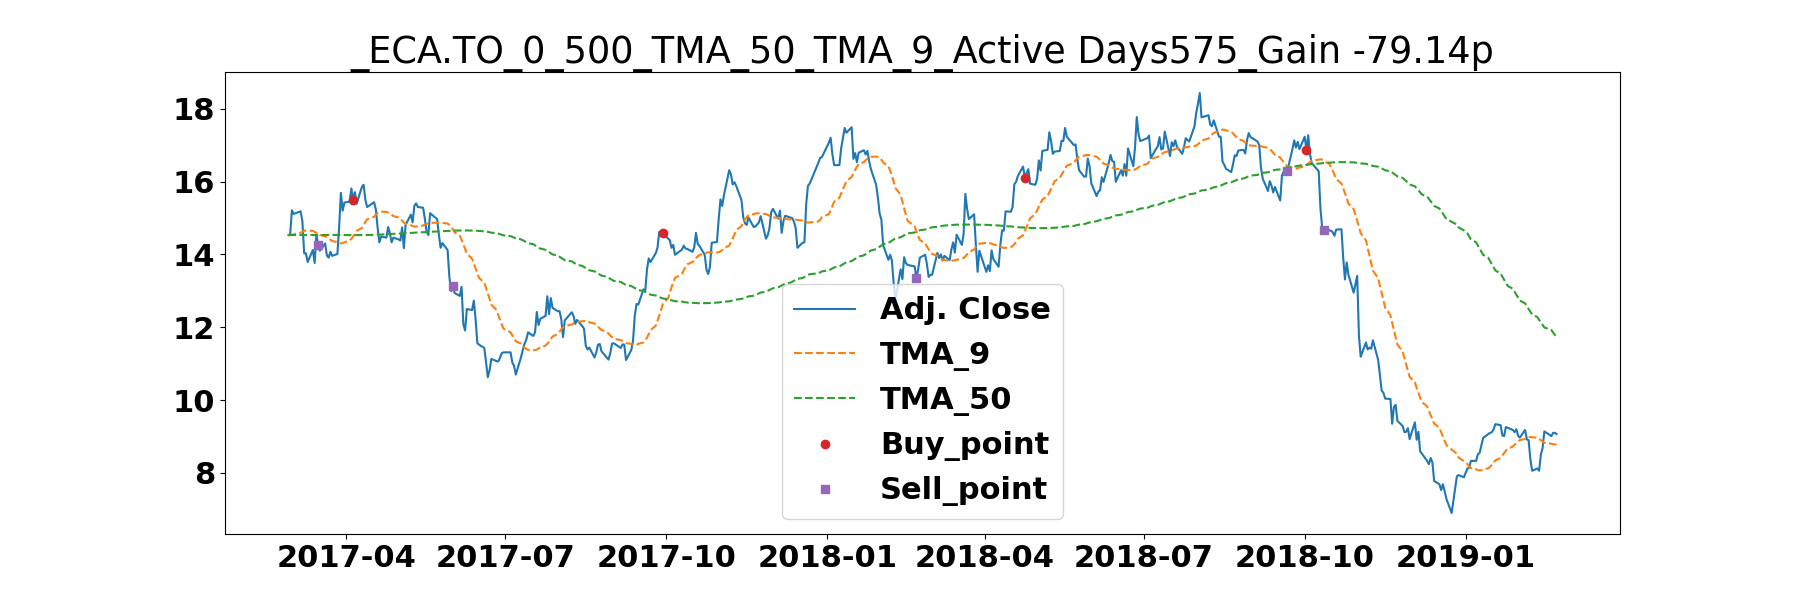 _ECA.TO_0_500_TMA_50_TMA_9_Active Days575_Gain -79.14p
18
16
14
12
10
8
Adj. Close
TMA_9
TMA_50
Buy_point
Sell_point
2017-04 2017-07 2017-10 2018-01 2018-04 2018-07 2018-10 2019-01